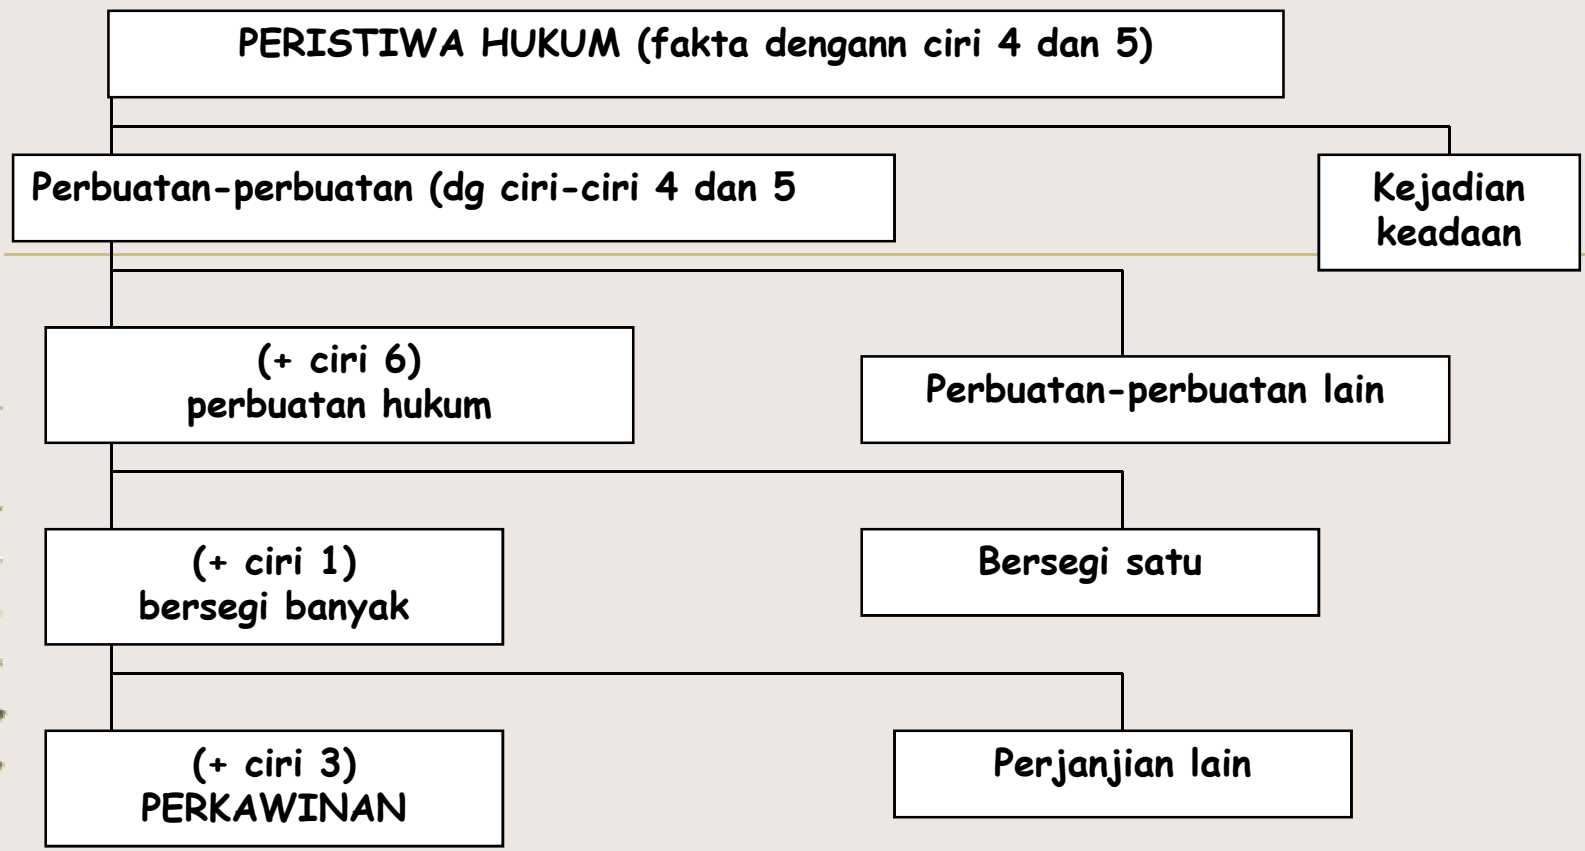 PERISTIWA HUKUM (fakta dengann ciri 4 dan 5)
Perbuatan-perbuatan (dg ciri-ciri 4 dan 5
Kejadian
keadaan
(+ ciri 6)
perbuatan hukum
Perbuatan-perbuatan lain
(+ ciri 1)
bersegi banyak
Bersegi satu
(+ ciri 3)
PERKAWINAN
Perjanjian lain